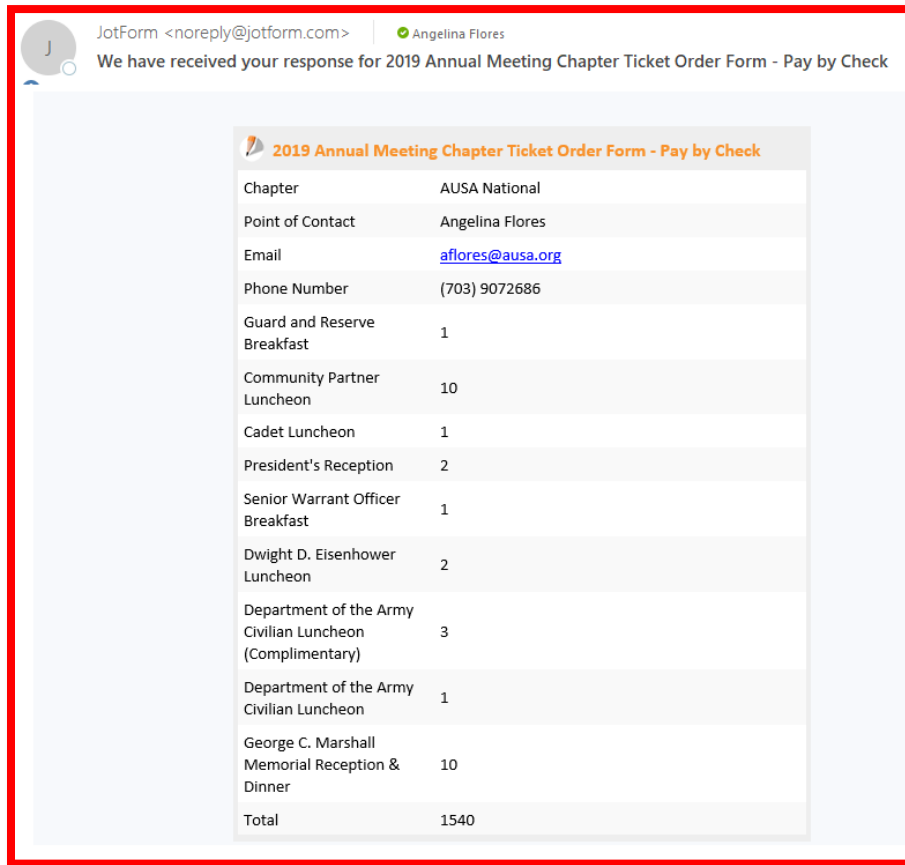 J
JotForm <noreply@jotform.com>
Angelina Flores
We have received your response for 2019 Annual Meeting Chapter Ticket Order Form - Pay by Check
2019 Annual Meeting Chapter Ticket Order Form - Pay by Check
Chapter AUSA National
Point of Contact Angelina Flores
Email aflores@ausa.org
Phone Number (703) 9072686
Guard and Reserve
Breakfast
1
Community Partner
Luncheon
10
Cadet Luncheon 1
President's Reception 2
Senior Warrant Officer
Breakfast
1
Dwight D. Eisenhower
Luncheon
2
Department of the Army
Civilian Luncheon
(Complimentary)
3
Department of the Army
Civilian Luncheon
1
George C. Marshall
Memorial Reception &
Dinner
10
Total 1540